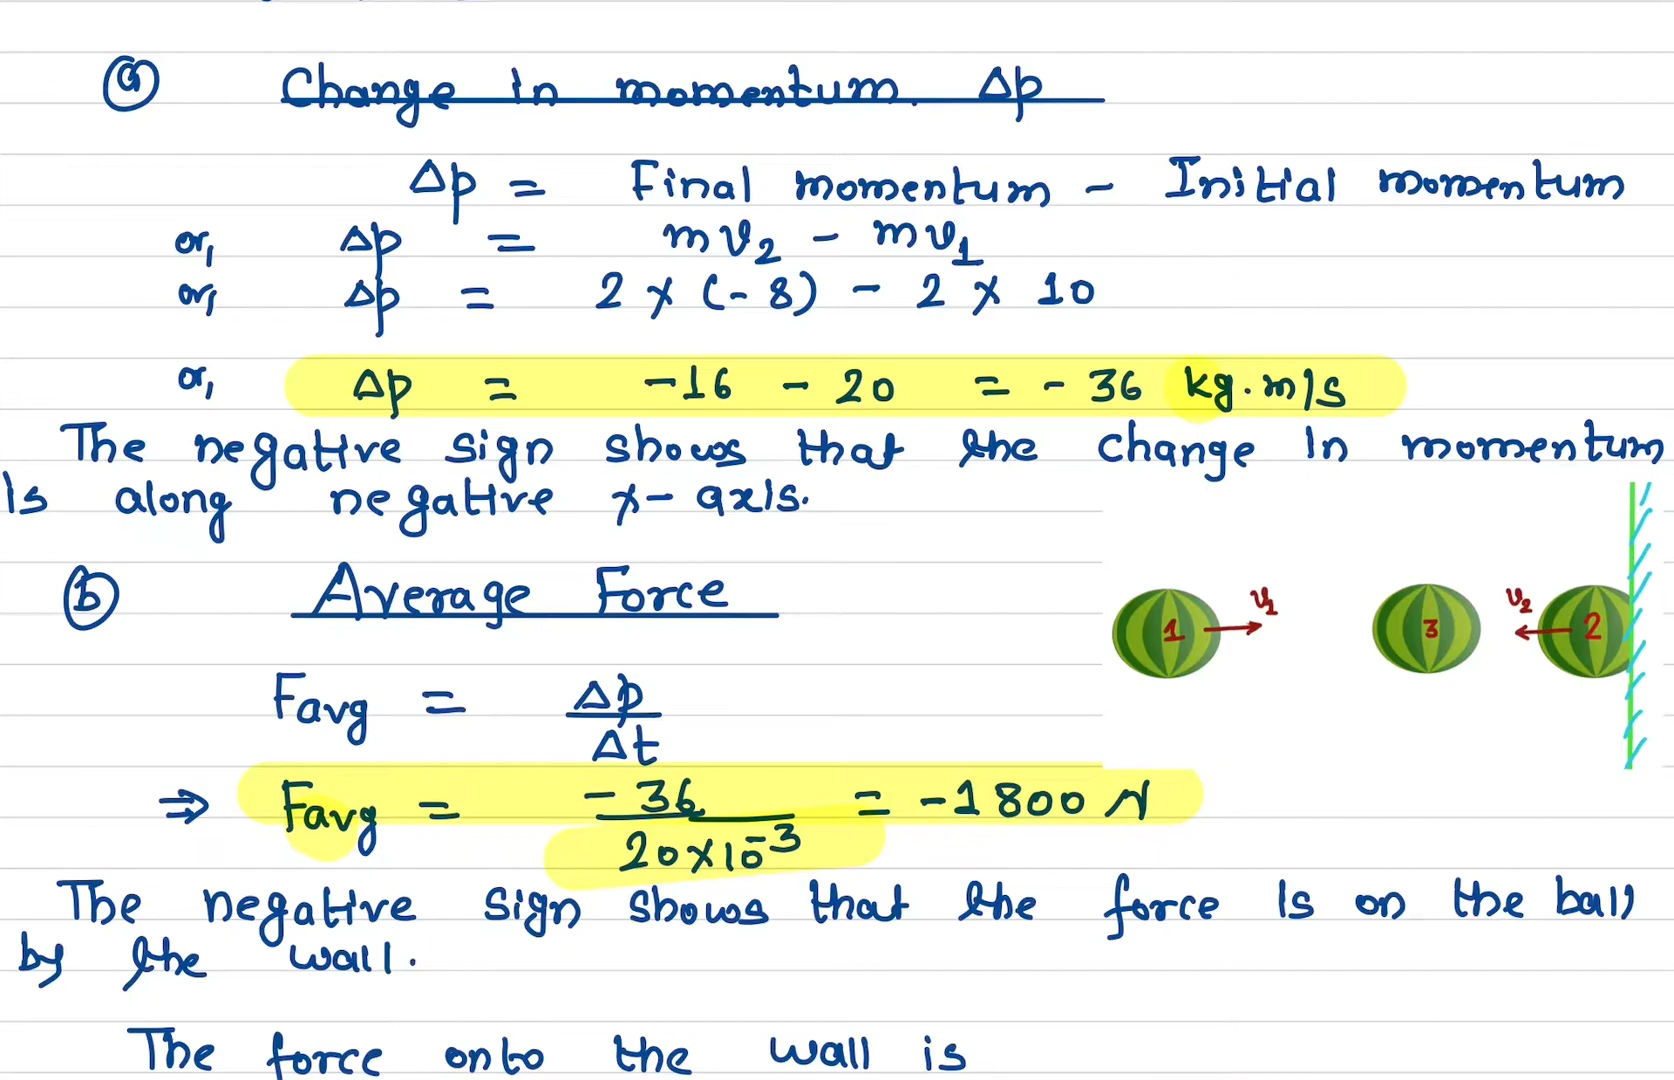 a Change in momentum. Δp
Δp = Final momentum - Initial momentum
or, Δp = mv₂ - mv₁
or, Δp = 2 × (-8) - 2 × 10
or, Δp = -16 - 20 = -36 kg.m/s
The negative sign shows that the change in momentum
is along negative x-axis.
b Average Force
1 v₁ 3 v₂ 2
Favg = Δp/Δt
⇒ Favg = -36/20×10⁻³ = -1800 N
The negative sign shows that the force is on the ball
by the wall.
The force onto the wall is